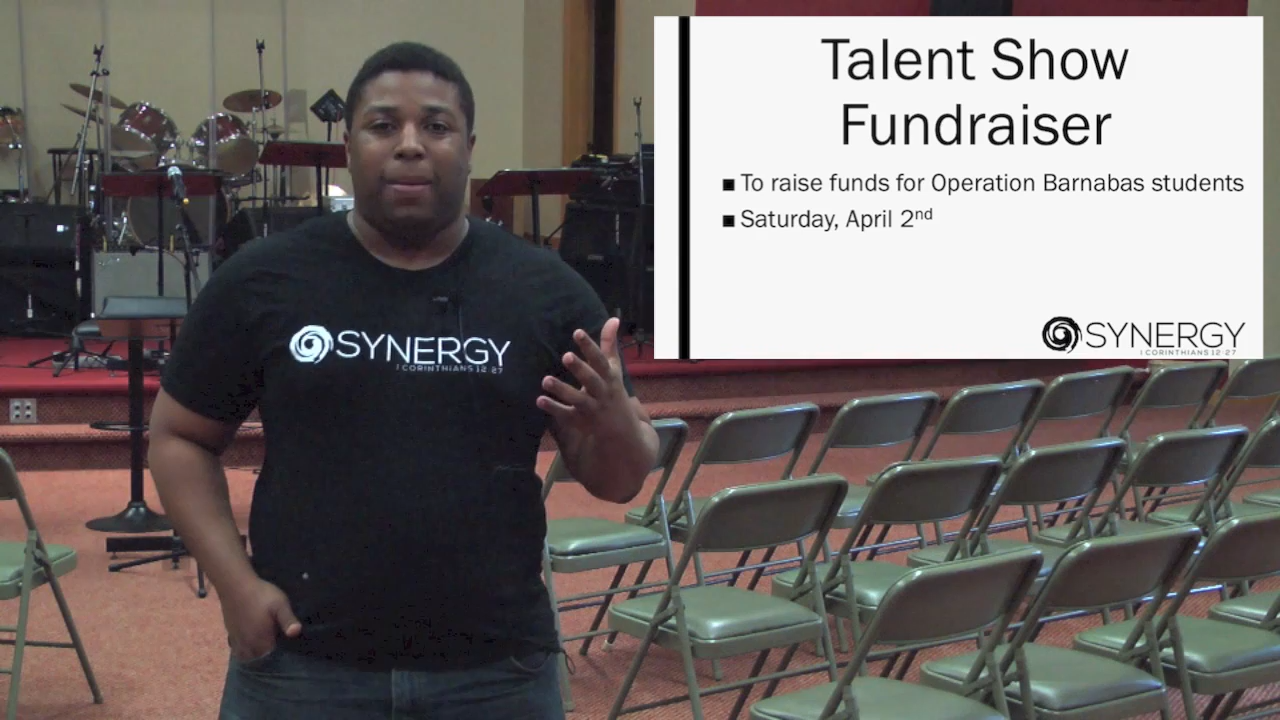 SYNERGY
I CORINTHIANS 12:27
Talent Show
Fundraiser
■ To raise funds for Operation Barnabas students
■ Saturday, April 2nd
SYNERGY
I CORINTHIANS 12:27